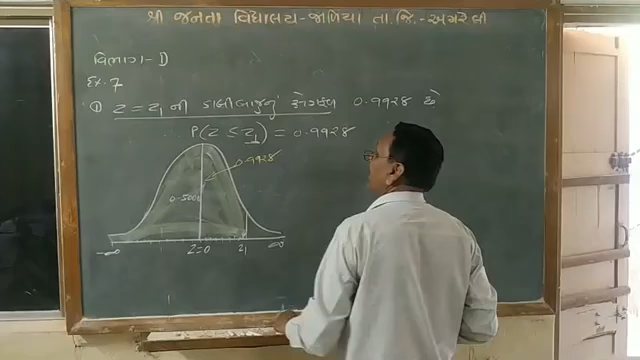 શ્રી જનતા વિદ્યાલય-જાળિયા તા.જિ.-અમરેલી
વિભાગ-D
Ex.7
① Z = Z₁ ની ડાબીબાજુનું ક્ષેત્રફળ 0.9928 છે
P(Z ≤ Z₁) = 0.9928
0.9928
0.5000
-∞ Z=0 Z₁ ∞